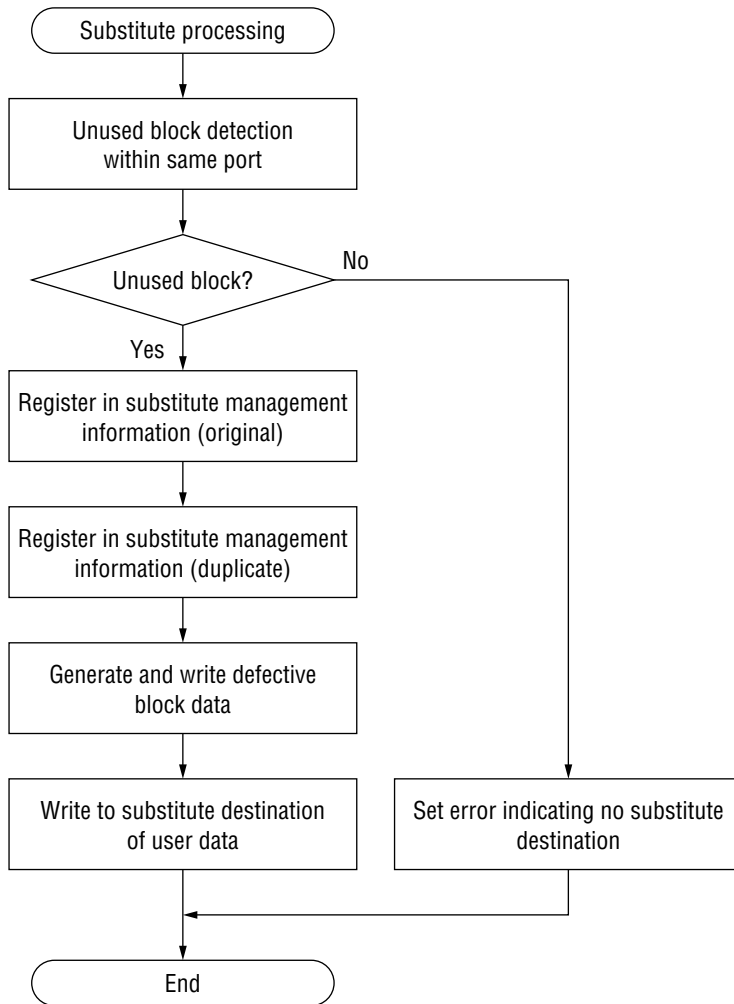 Substitute processing
Unused block detection
within same port
Unused block?
No
Yes
Register in substitute management
information (original)
Register in substitute management
information (duplicate)
Generate and write defective
block data
Write to substitute destination
of user data
Set error indicating no substitute
destination
End